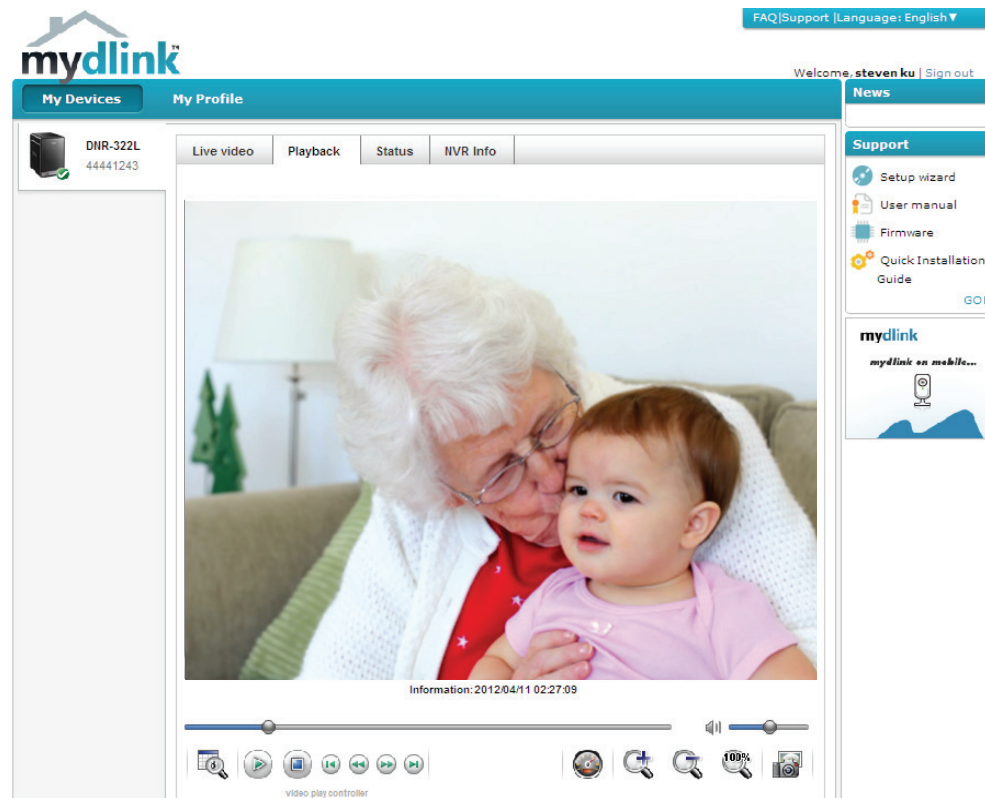 FAQ|Support |Language: English▼
mydlink™
Welcome, steven ku | Sign out
My Devices
My Profile
DNR-322L
44441243
Live video
Playback
Status
NVR Info
Information: 2012/04/11 02:27:09
100%
video play controller
News
Support
Setup wizard
User manual
Firmware
Quick Installation
Guide
mydlink
mydlink on mobile...